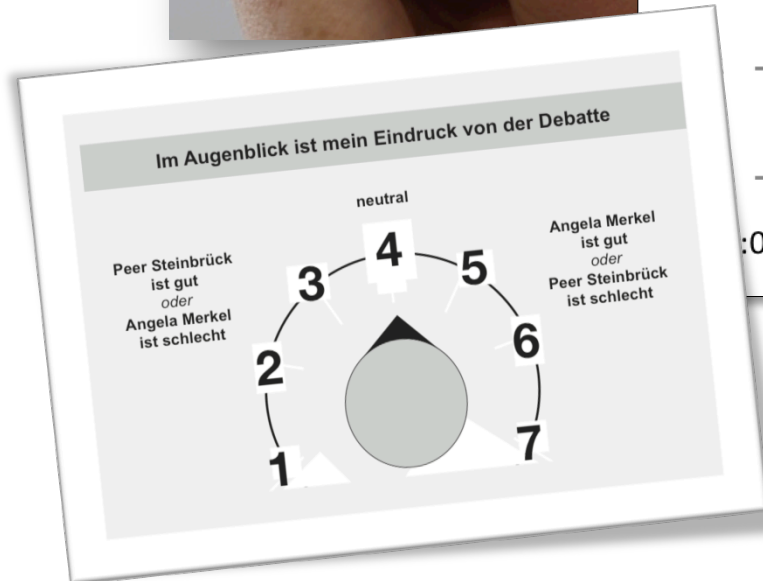 Im Augenblick ist mein Eindruck von der Debatte
neutral
Peer Steinbrück
ist gut
oder
Angela Merkel
ist schlecht
Angela Merkel
ist gut
oder
Peer Steinbrück
ist schlecht
1
2
3
4
5
6
7
:0